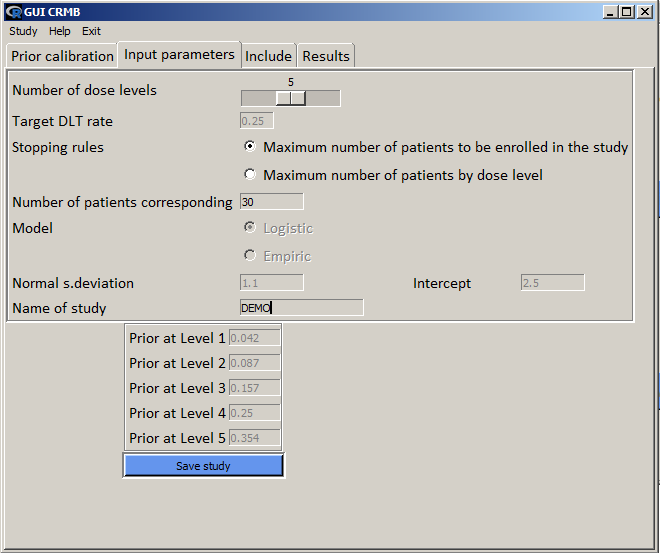 GUI CRMB
Study Help Exit
Prior calibration Input parameters Include Results
Number of dose levels 5
Target DLT rate 0.25
Stopping rules Maximum number of patients to be enrolled in the study
Maximum number of patients by dose level
Number of patients corresponding 30
Model Logistic
Empiric
Normal s.deviation 1.1 Intercept 2.5
Name of study DEMO
Prior at Level 1 0.042
Prior at Level 2 0.087
Prior at Level 3 0.157
Prior at Level 4 0.25
Prior at Level 5 0.354
Save study